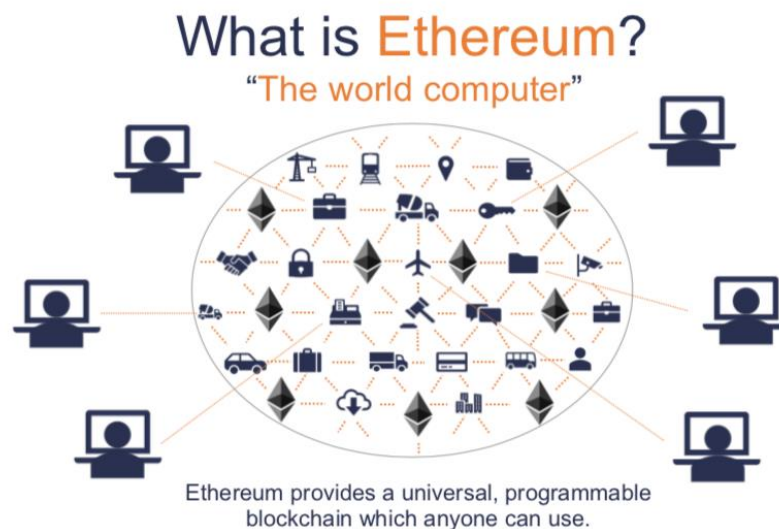 What is Ethereum?
“The world computer”
Ethereum provides a universal, programmable
blockchain which anyone can use.